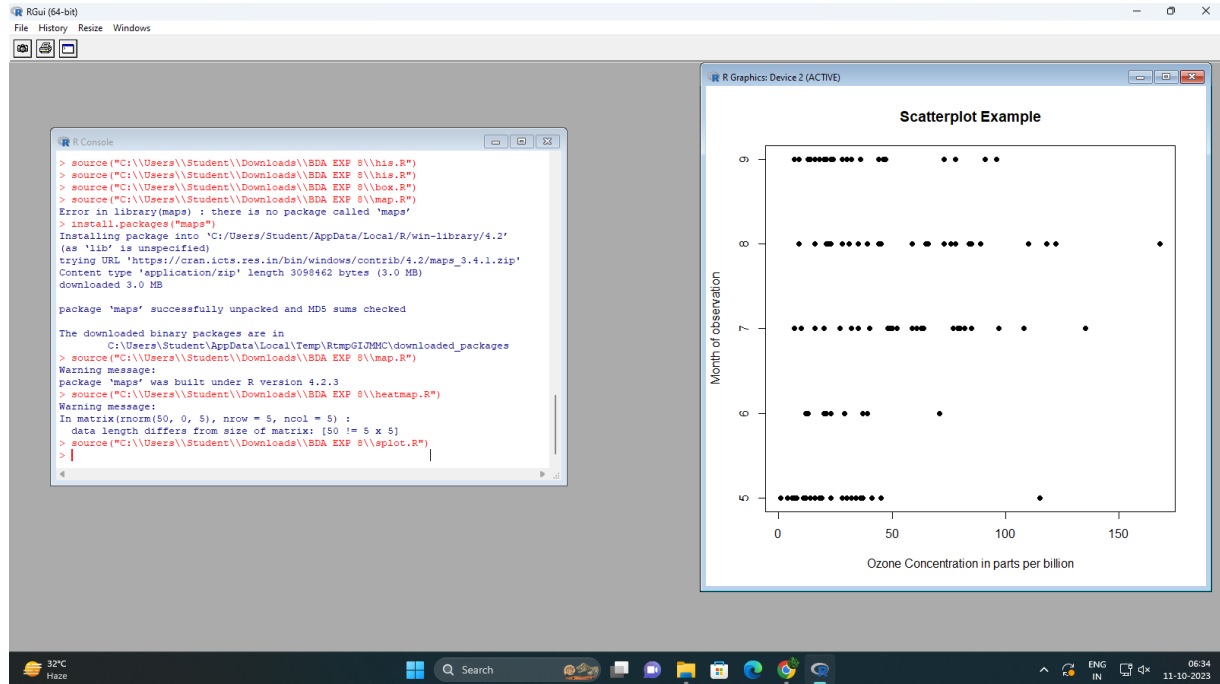 RGui (64-bit)
File History Resize Windows
R Console
> source("C:\\Users\\Student\\Downloads\\BDA EXP 8\\his.R")
> source("C:\\Users\\Student\\Downloads\\BDA EXP 8\\his.R")
> source("C:\\Users\\Student\\Downloads\\BDA EXP 8\\box.R")
> source("C:\\Users\\Student\\Downloads\\BDA EXP 8\\map.R")
Error in library(maps) : there is no package called ‘maps’
> install.packages("maps")
Installing package into ‘C:/Users/Student/AppData/Local/R/win-library/4.2’
(as ‘lib’ is unspecified)
trying URL 'https://cran.icts.res.in/bin/windows/contrib/4.2/maps_3.4.1.zip'
Content type 'application/zip' length 3098462 bytes (3.0 MB)
downloaded 3.0 MB
package ‘maps’ successfully unpacked and MD5 sums checked
The downloaded binary packages are in
C:\Users\Student\AppData\Local\Temp\RtmpGIJMMC\downloaded_packages
> source("C:\\Users\\Student\\Downloads\\BDA EXP 8\\map.R")
Warning message:
package ‘maps’ was built under R version 4.2.3
> source("C:\\Users\\Student\\Downloads\\BDA EXP 8\\heatmap.R")
Warning message:
In matrix(rnorm(50, 0, 5), nrow = 5, ncol = 5) :
data length differs from size of matrix: [50 != 5 x 5]
> source("C:\\Users\\Student\\Downloads\\BDA EXP 8\\splot.R")
>
R Graphics: Device 2 (ACTIVE)
Scatterplot Example
Month of observation
9
8
7
6
5
0 50 100 150
Ozone Concentration in parts per billion
32°C
Haze
Search
ENG
IN
06:34
11-10-2023